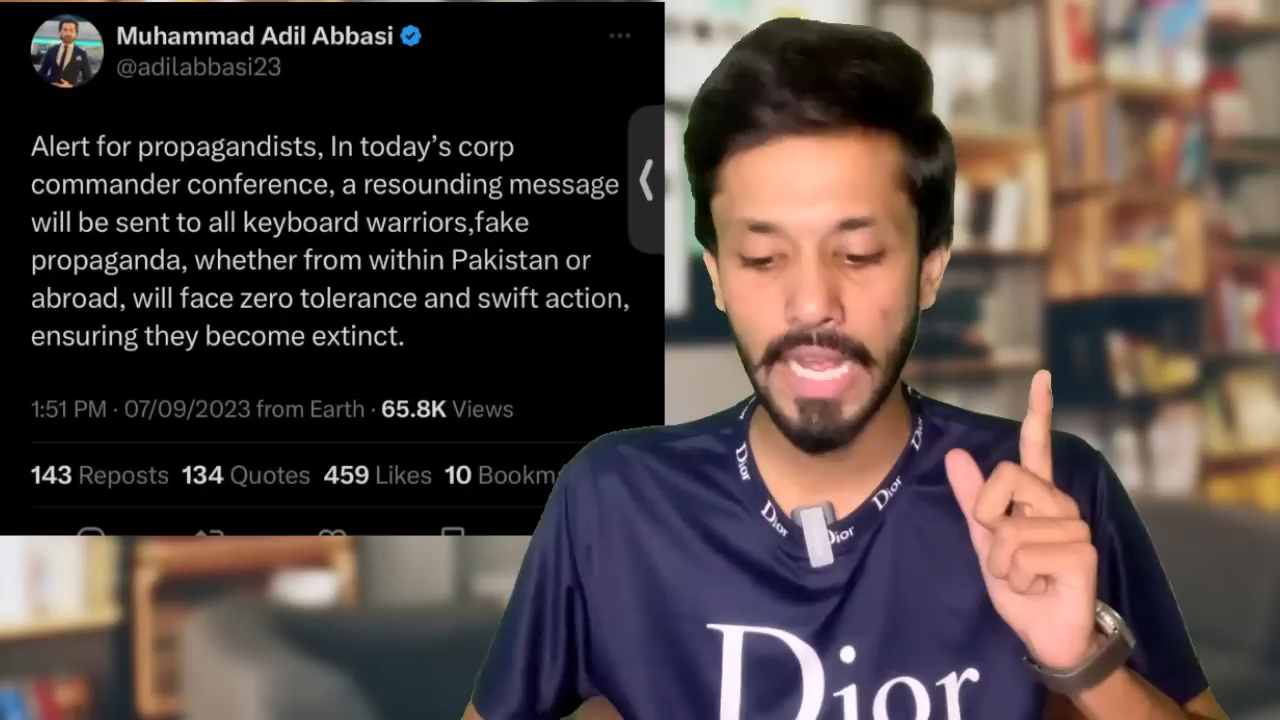 Muhammad Adil Abbasi
@adilabbasi23
Alert for propagandists, In today’s corp
commander conference, a resounding message
will be sent to all keyboard warriors,fake
propaganda, whether from within Pakistan or
abroad, will face zero tolerance and swift action,
ensuring they become extinct.
1:51 PM · 07/09/2023 from Earth · 65.8K Views
143 Reposts 134 Quotes 459 Likes 10 Bookm
Dior
Dior
Dior
Dior
Dior
Dior